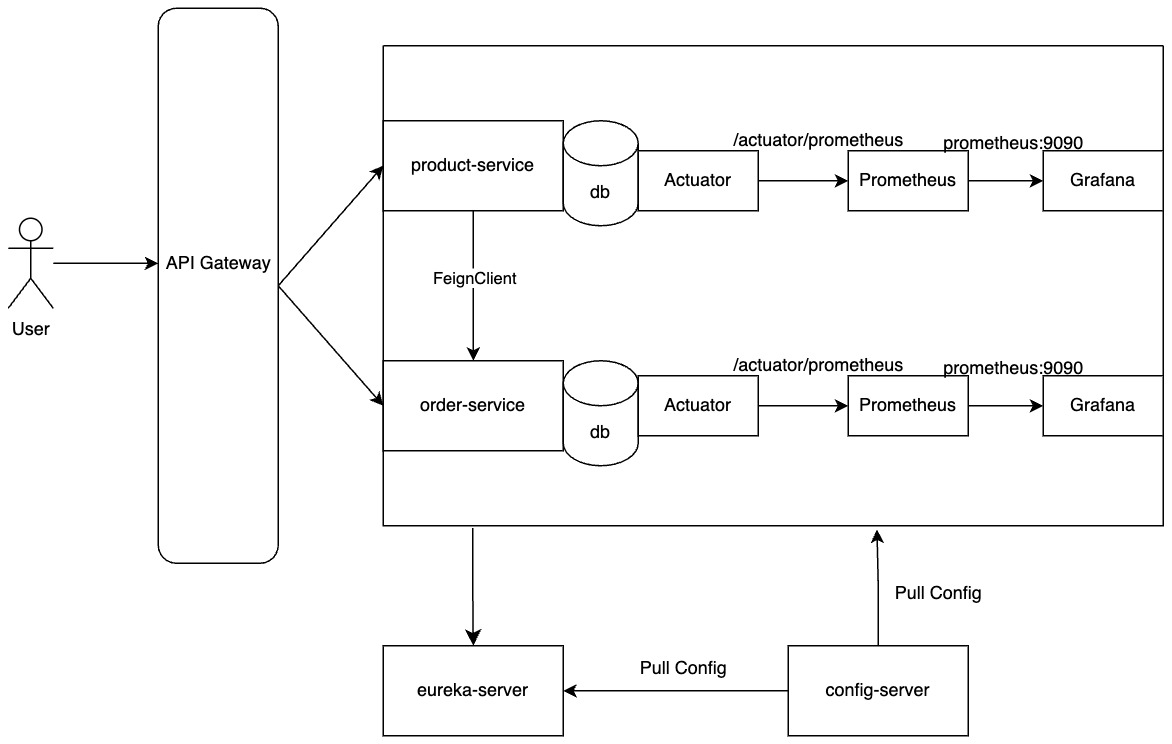 User
API Gateway
product-service
db
Actuator
/actuator/prometheus
Prometheus
prometheus:9090
Grafana
FeignClient
order-service
db
Actuator
/actuator/prometheus
Prometheus
prometheus:9090
Grafana
Pull Config
eureka-server
Pull Config
config-server